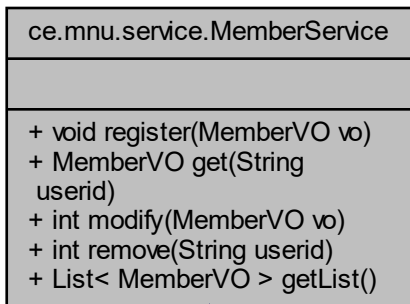 ce.mnu.service.MemberService
+ void register(MemberVO vo)
+ MemberVO get(String
userid)
+ int modify(MemberVO vo)
+ int remove(String userid)
+ List< MemberVO > getList()